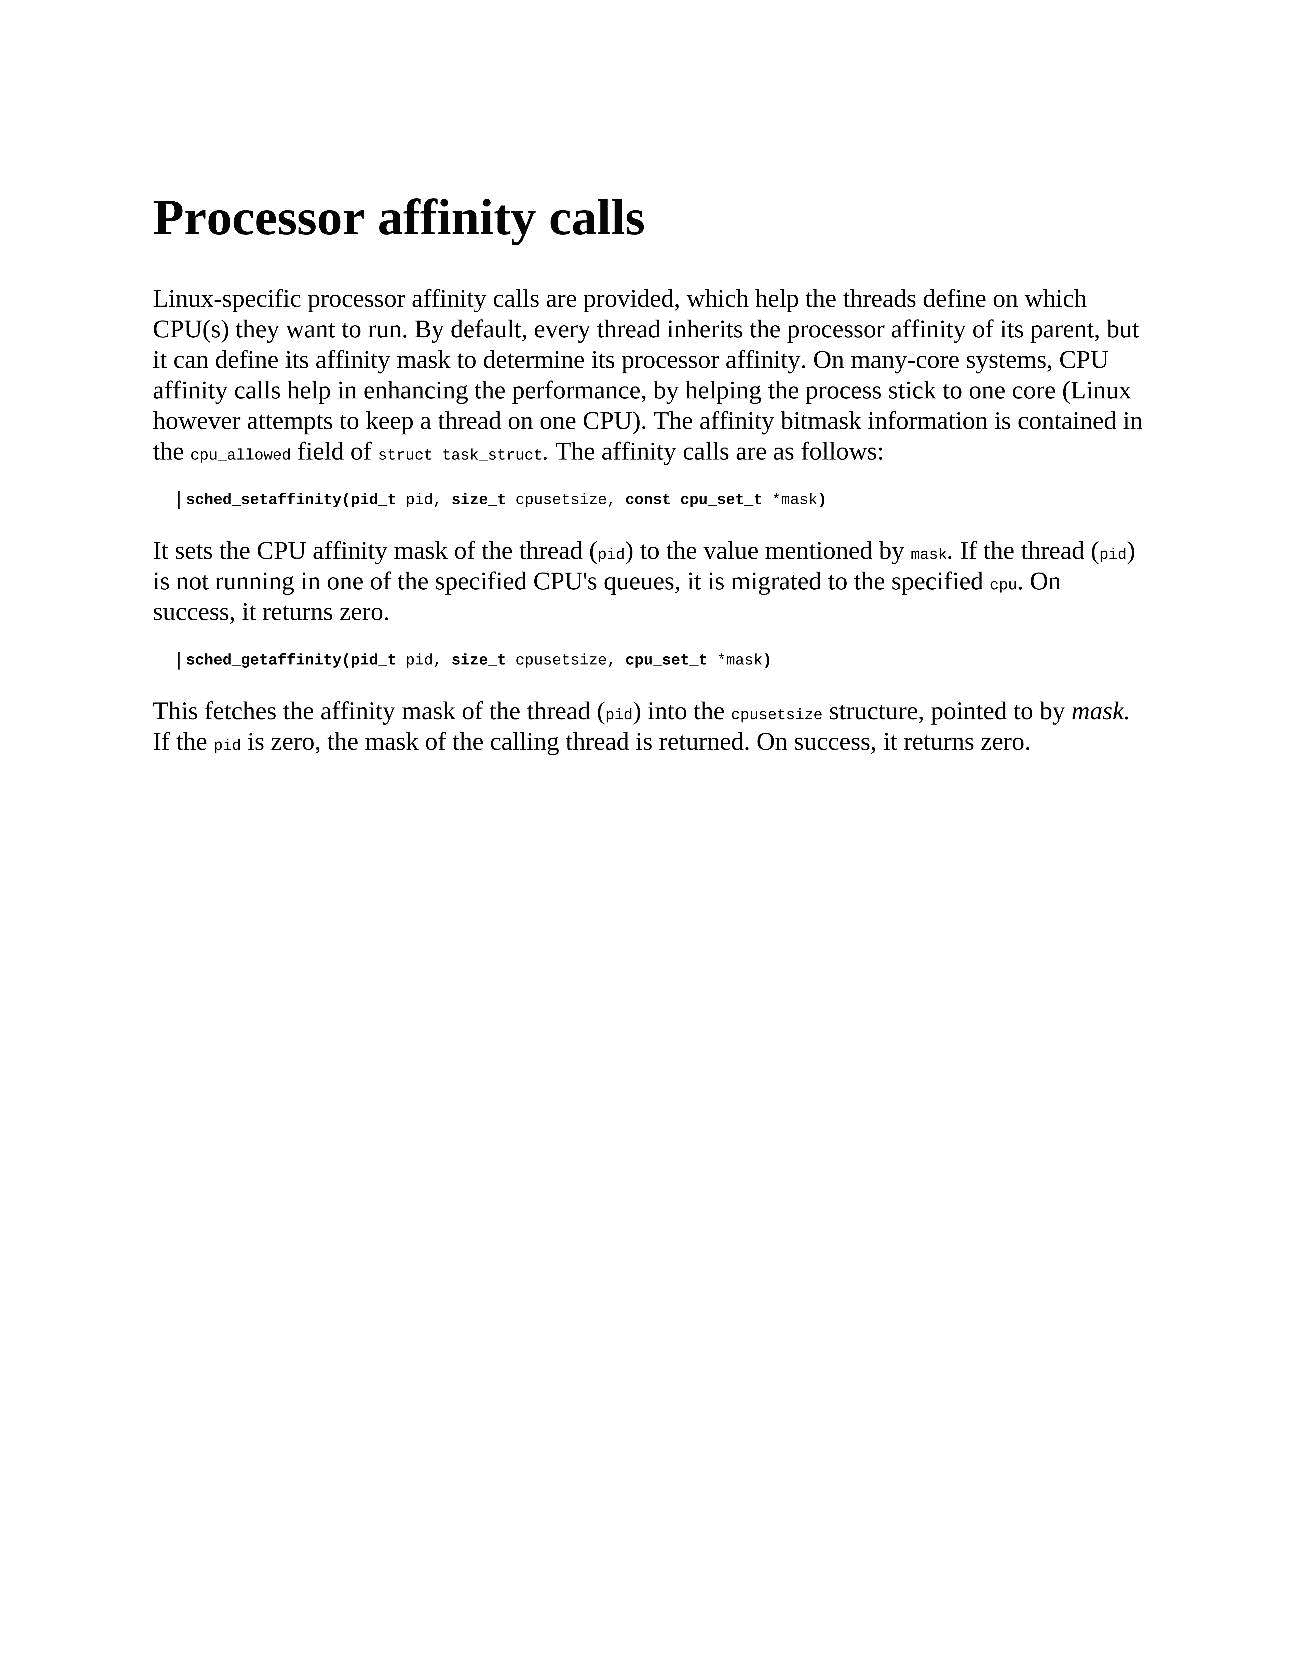 Processor affinity calls
Linux-specific processor affinity calls are provided, which help the threads define on which
CPU(s) they want to run. By default, every thread inherits the processor affinity of its parent, but
it can define its affinity mask to determine its processor affinity. On many-core systems, CPU
affinity calls help in enhancing the performance, by helping the process stick to one core (Linux
however attempts to keep a thread on one CPU). The affinity bitmask information is contained in
the cpu_allowed field of struct task_struct. The affinity calls are as follows:
sched_setaffinity(pid_t pid, size_t cpusetsize, const cpu_set_t *mask)
It sets the CPU affinity mask of the thread (pid) to the value mentioned by mask. If the thread (pid)
is not running in one of the specified CPU's queues, it is migrated to the specified cpu. On
success, it returns zero.
sched_getaffinity(pid_t pid, size_t cpusetsize, cpu_set_t *mask)
This fetches the affinity mask of the thread (pid) into the cpusetsize structure, pointed to by mask.
If the pid is zero, the mask of the calling thread is returned. On success, it returns zero.